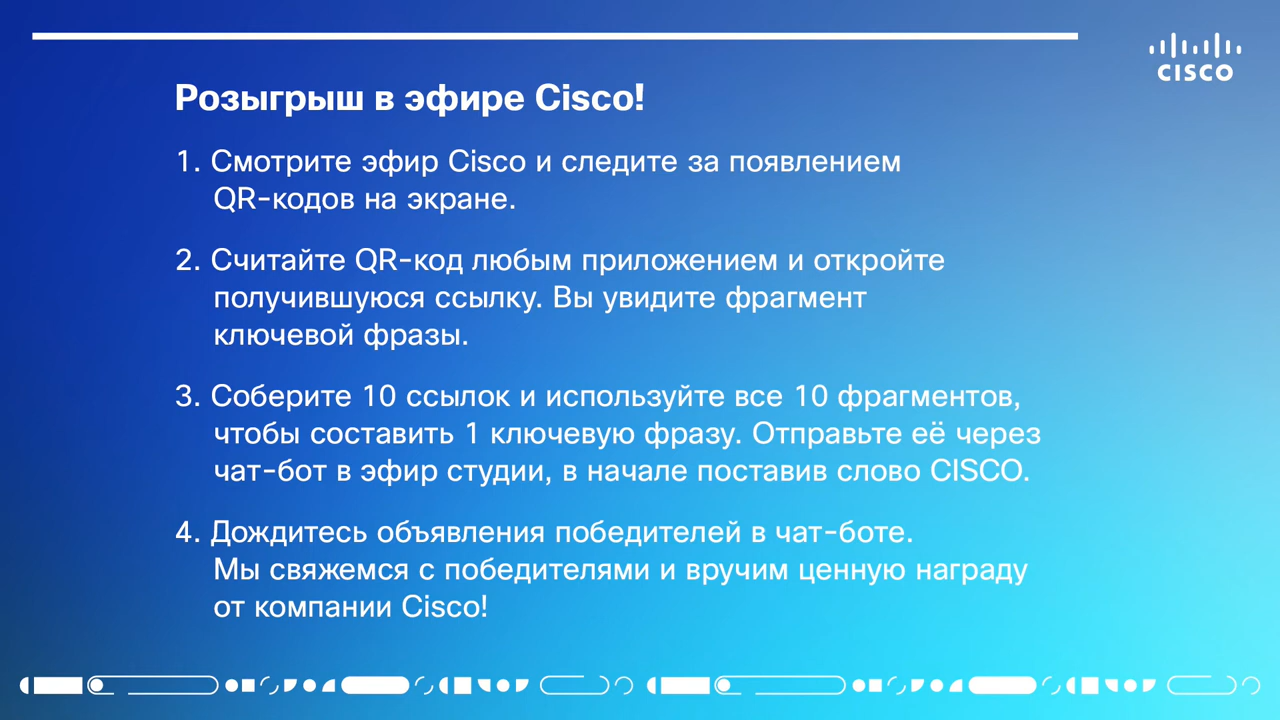 CISCO
Розыгрыш в эфире Cisco!
1. Смотрите эфир Cisco и следите за появлением
QR-кодов на экране.
2. Считайте QR-код любым приложением и откройте
получившуюся ссылку. Вы увидите фрагмент
ключевой фразы.
3. Соберите 10 ссылок и используйте все 10 фрагментов,
чтобы составить 1 ключевую фразу. Отправьте её через
чат-бот в эфир студии, в начале поставив слово CISCO.
4. Дождитесь объявления победителей в чат-боте.
Мы свяжемся с победителями и вручим ценную награду
от компании Cisco!